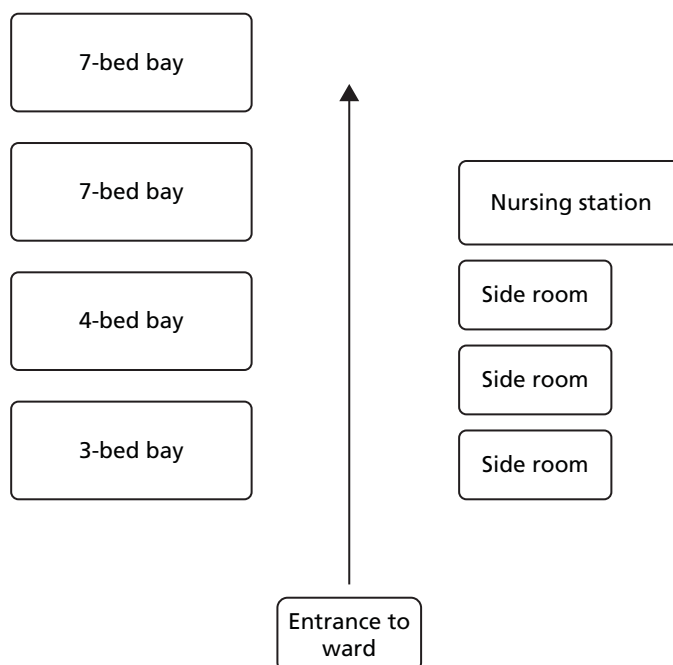 7-bed bay
7-bed bay
Nursing station
Side room
4-bed bay
Side room
3-bed bay
Side room
Entrance to
ward